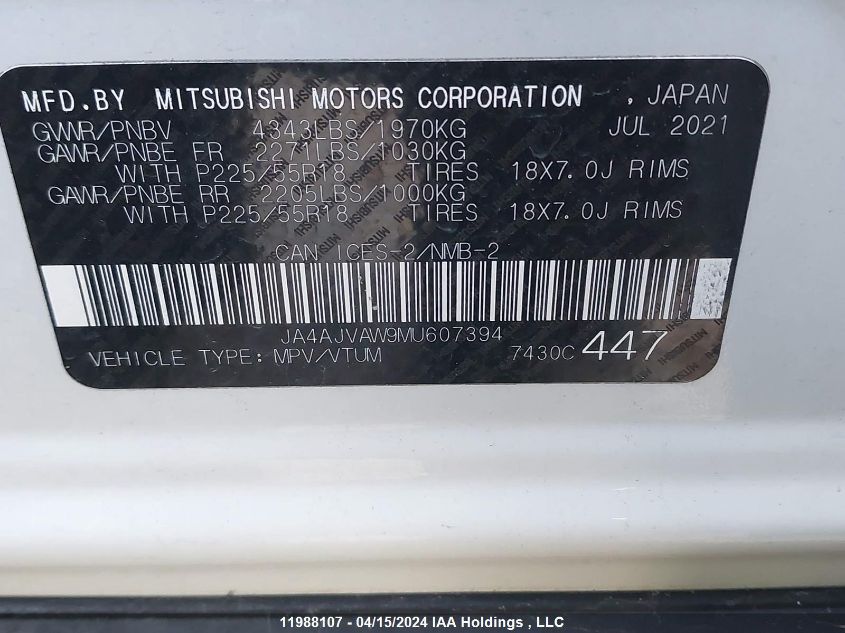 MFD.BY MITSUBISHI MOTORS CORPORATION , JAPAN
GVWR/PNBV 4343LBS/1970KG JUL 2021
GAWR/PNBE FR 2271LBS/1030KG
WITH P225/55R18 TIRES 18X7.0J RIMS
GAWR/PNBE RR 2205LBS/1000KG
WITH P225/55R18 TIRES 18X7.0J RIMS
CAN ICES-2/NMB-2
JA4AJVAW9MU607394
VEHICLE TYPE:MPV/VTUM 7430C 447
11988107 - 04/15/2024 IAA Holdings , LLC